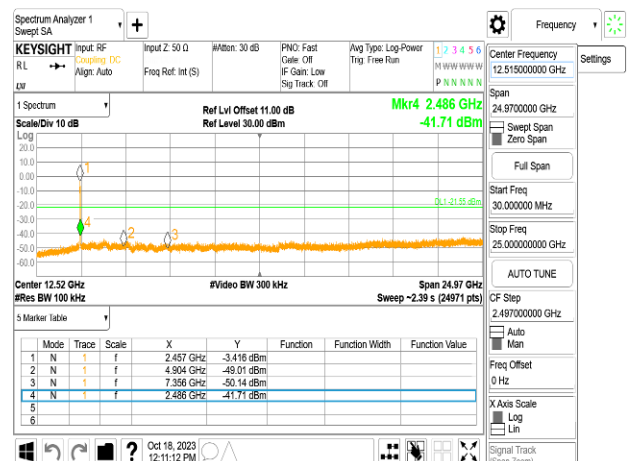 Spectrum Analyzer 1
Swept SA
Frequency
KEYSIGHT
Input: RF
Input Z: 50 Ω
#Atten: 30 dB
PNO: Fast
Avg Type: Log-Power
1 2 3 4 5 6
RL
Coupling: DC
Gate: Off
Trig: Free Run
M W W W W W
Align: Auto
Freq Ref: Int (S)
IF Gain: Low
Sig Track: Off
P N N N N N
LXI
Center Frequency
12.515000000 GHz
Settings
Span
24.9700000 GHz
Swept Span
Zero Span
Full Span
Start Freq
30.000000 MHz
Stop Freq
25.000000000 GHz
AUTO TUNE
CF Step
2.497000000 GHz
Auto
Man
Freq Offset
0 Hz
X Axis Scale
Log
Lin
Signal Track
(Span Zoom)
1 Spectrum
Ref Lvl Offset 11.00 dB
Mkr4 2.486 GHz
Scale/Div 10 dB
Ref Level 30.00 dBm
-41.71 dBm
Log
20.0
10.0
0.00
-10.0
-20.0
-30.0
-40.0
-50.0
-60.0
1
4
2
3
DL1 -21.55 dBm
Center 12.52 GHz
#Video BW 300 kHz
Span 24.97 GHz
#Res BW 100 kHz
Sweep ~2.39 s (24971 pts)
5 Marker Table
Mode Trace Scale X Y Function Function Width Function Value
1 N 1 f 2.457 GHz -3.416 dBm
2 N 1 f 4.904 GHz -49.01 dBm
3 N 1 f 7.356 GHz -50.14 dBm
4 N 1 f 2.486 GHz -41.71 dBm
5
6
?
Oct 18, 2023
12:11:12 PM